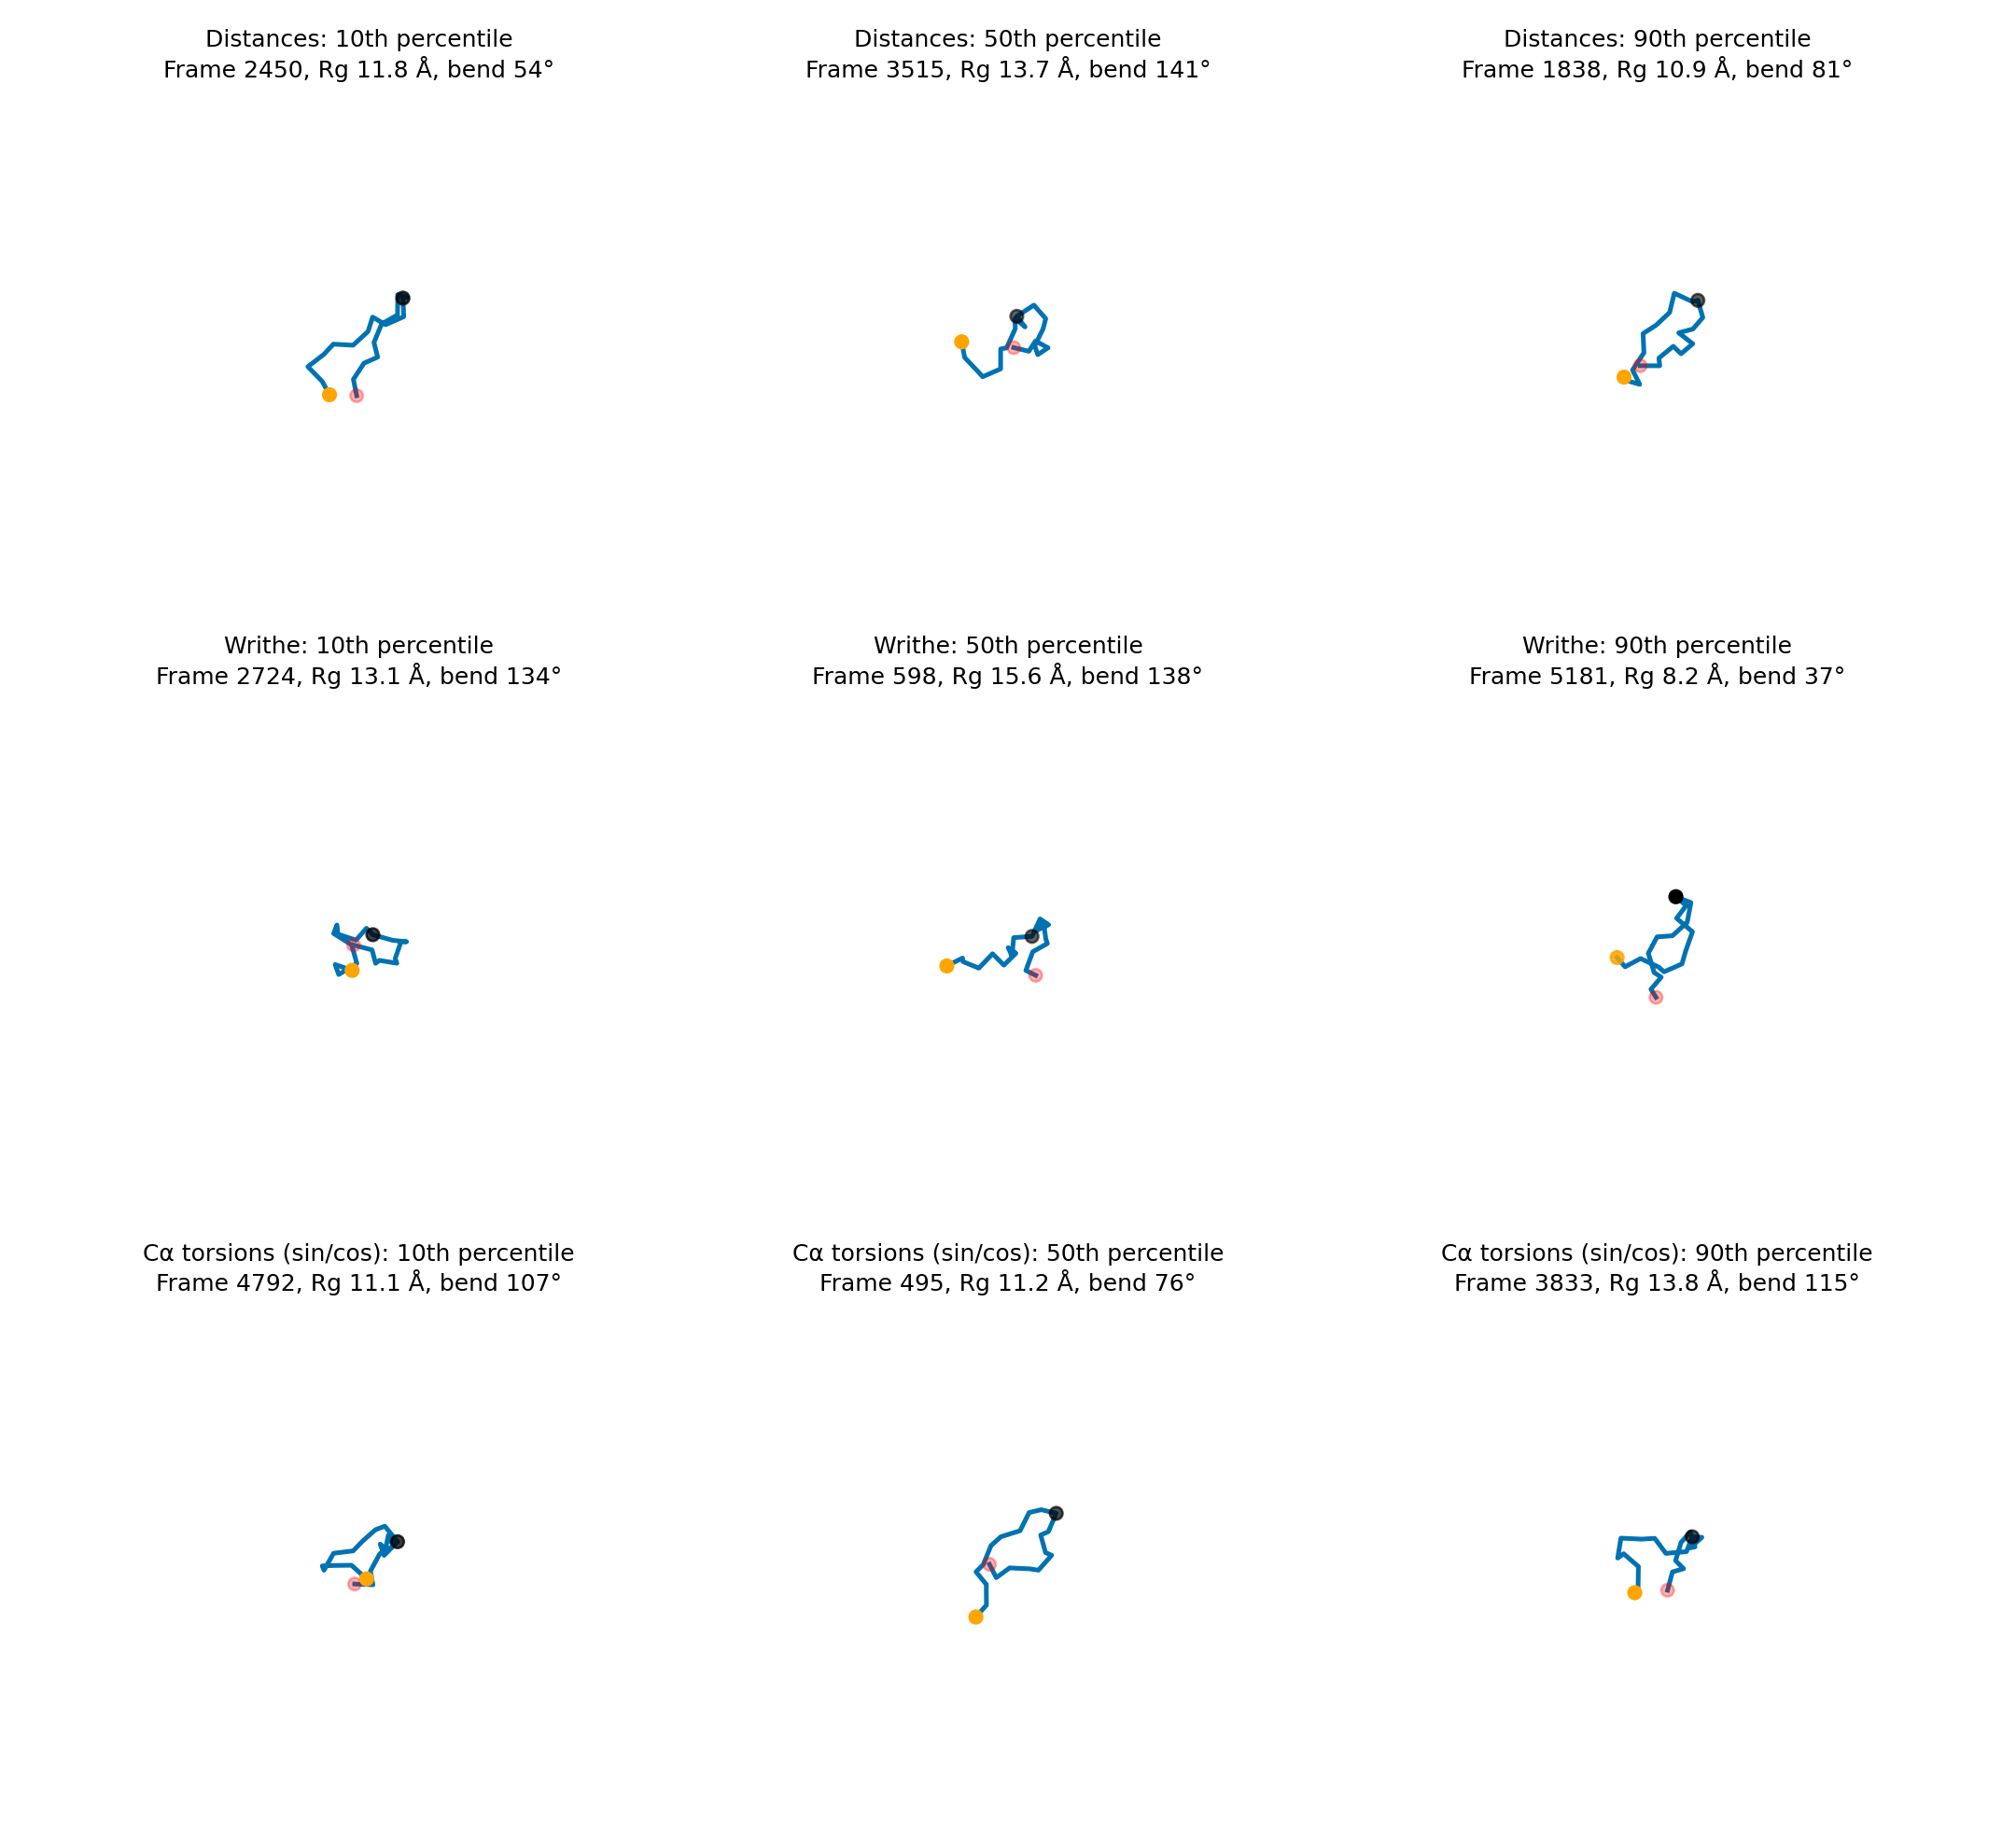 Distances: 10th percentile
Frame 2450, Rg 11.8 Å, bend 54°
Distances: 50th percentile
Frame 3515, Rg 13.7 Å, bend 141°
Distances: 90th percentile
Frame 1838, Rg 10.9 Å, bend 81°
Writhe: 10th percentile
Frame 2724, Rg 13.1 Å, bend 134°
Writhe: 50th percentile
Frame 598, Rg 15.6 Å, bend 138°
Writhe: 90th percentile
Frame 5181, Rg 8.2 Å, bend 37°
Cα torsions (sin/cos): 10th percentile
Frame 4792, Rg 11.1 Å, bend 107°
Cα torsions (sin/cos): 50th percentile
Frame 495, Rg 11.2 Å, bend 76°
Cα torsions (sin/cos): 90th percentile
Frame 3833, Rg 13.8 Å, bend 115°